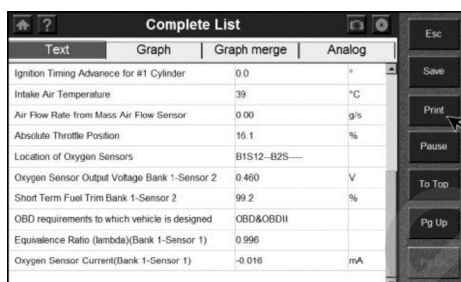 ?
Complete List
Text Graph Graph merge Analog
Ignition Timing Advanece for #1 Cylinder 0.0 °
Intake Air Temperature 39 °C
Air Flow Rate from Mass Air Flow Sensor 0.00 g/s
Absolute Throttle Position 16.1 %
Location of Oxygen Sensors B1S12--B2S----
Oxygen Sensor Output Voltage Bank 1-Sensor 2 0.460 V
Short Term Fuel Trim Bank 1-Sensor 2 99.2 %
OBD requirements to which vehicle is designed OBD&OBDII
Equivalence Ratio (lambda)(Bank 1-Sensor 1) 0.996
Oxygen Sensor Current(Bank 1-Sensor 1) -0.016 mA
Esc
Save
Print
Pause
To Top
Pg Up